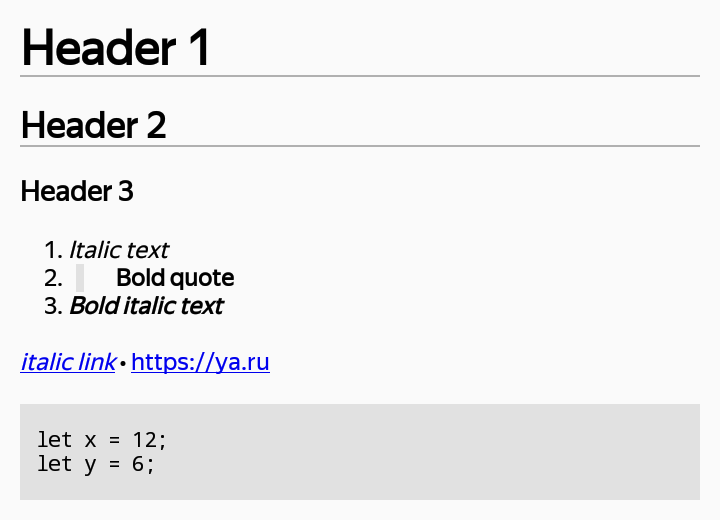 Header 1
Header 2
Header 3
1. Italic text
2. Bold quote
3. Bold italic text
italic link • https://ya.ru
let x = 12;
let y = 6;